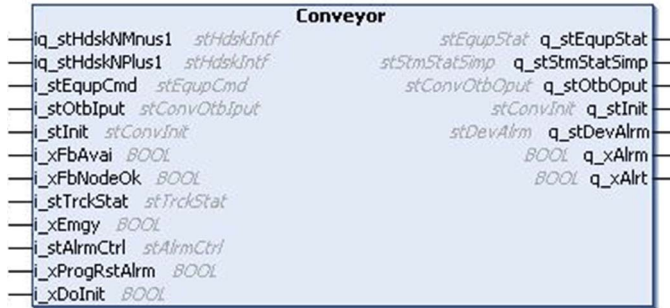 Conveyor
iq_stHdskNMnus1 stHdskIntf stEqupStat q_stEqupStat
iq_stHdskNPlus1 stHdskIntf stStmStatSimp q_stStmStatSimp
i_stEqupCmd stEqupCmd stConvOtbOput q_stOtbOput
i_stOtbIput stConvOtbIput stConvInit q_stInit
i_stInit stConvInit stDevAlrm q_stDevAlrm
i_xFbAvai BOOL BOOL q_xAlrm
i_xFbNodeOk BOOL BOOL q_xAlrt
i_stTrckStat stTrckStat
i_xEmgy BOOL
i_stAlrmCtrl stAlrmCtrl
i_xProgRstAlrm BOOL
i_xDoInit BOOL